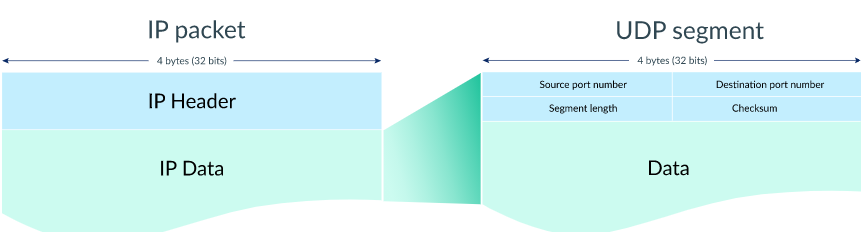 IP packet
4 bytes (32 bits)
IP Header
IP Data
UDP segment
4 bytes (32 bits)
Source port number
Destination port number
Segment length
Checksum
Data